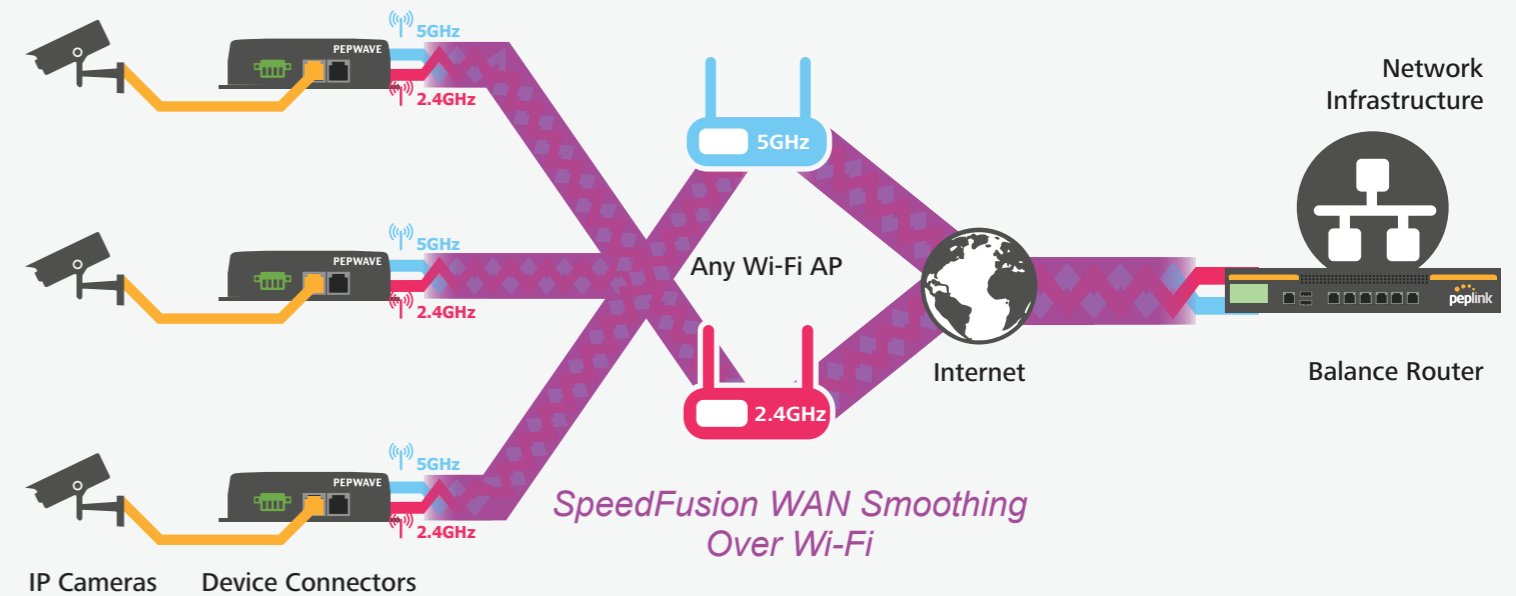 5GHz
PEPWAVE
2.4GHz
5GHz
PEPWAVE
2.4GHz
5GHz
PEPWAVE
2.4GHz
IP Cameras
Device Connectors
5GHz
Any Wi-Fi AP
2.4GHz
SpeedFusion WAN Smoothing
Over Wi-Fi
Internet
Network
Infrastructure
peplink
Balance Router